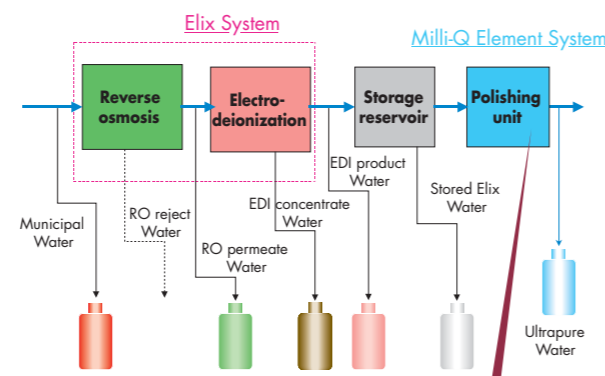 Elix System
Milli-Q Element System
Reverse
osmosis
Electro-
deionization
Storage
reservoir
Polishing
unit
Municipal
Water
RO reject
Water
RO permeate
Water
EDI concentrate
Water
EDI product
Water
Stored Elix
Water
Ultrapure
Water